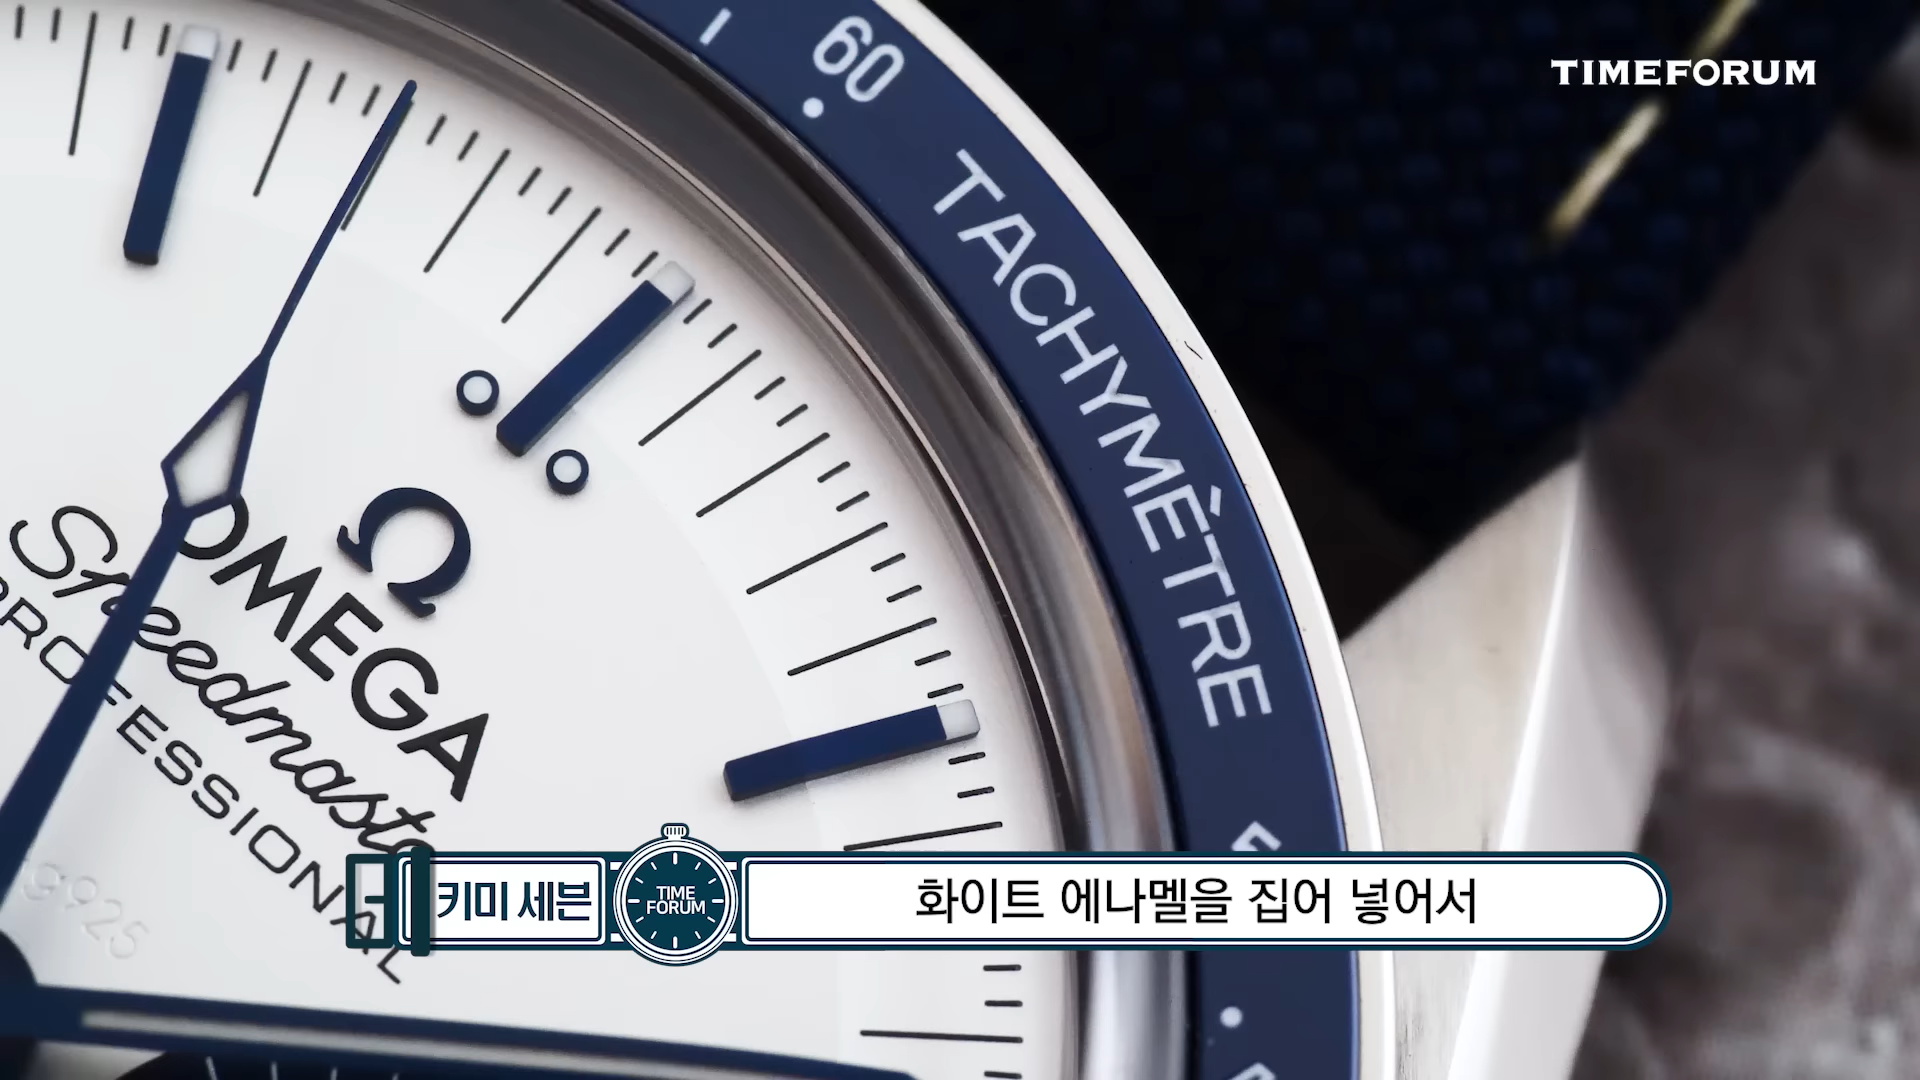 60
TIMEFORUM
TACHYMÈTRE
Ω
OMEGA
Speedmaster
PROFESSIONAL
g925
키미 세븐
TIME
FORUM
화이트 에나멜을 집어 넣어서